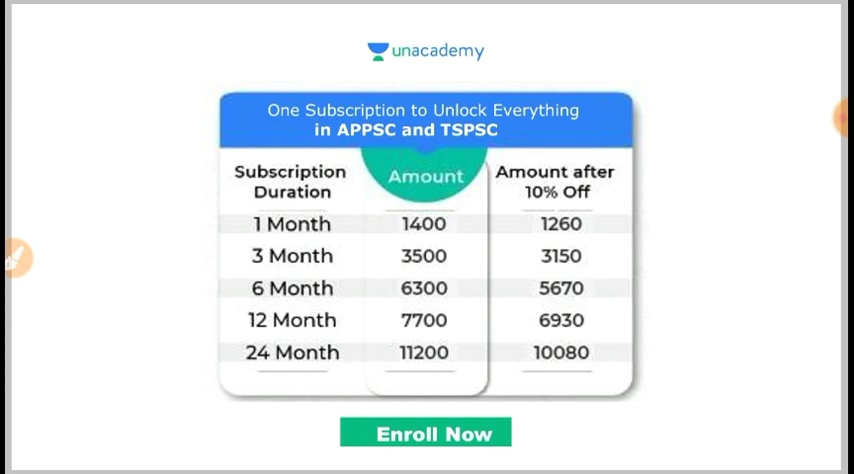 unacademy
One Subscription to Unlock Everything
in APPSC and TSPSC
Subscription Duration Amount Amount after 10% Off
1 Month 1400 1260
3 Month 3500 3150
6 Month 6300 5670
12 Month 7700 6930
24 Month 11200 10080
Enroll Now